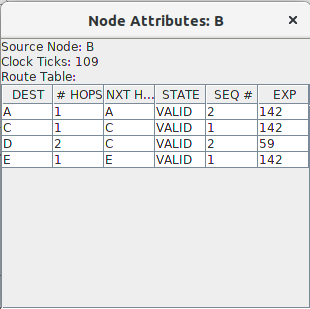 Node Attributes: B ×
Source Node: B
Clock Ticks: 109
Route Table:
DEST # HOPS NXT H... STATE SEQ # EXP
A 1 A VALID 2 142
C 1 C VALID 1 142
D 2 C VALID 2 59
E 1 E VALID 1 142